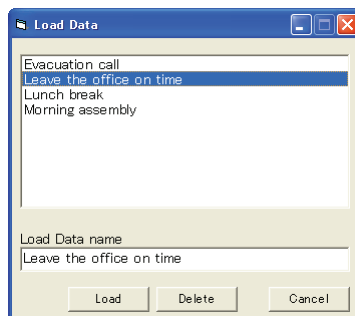 Load Data
Evacuation call
Leave the office on time
Lunch break
Morning assembly
Load Data name
Leave the office on time
Load Delete Cancel